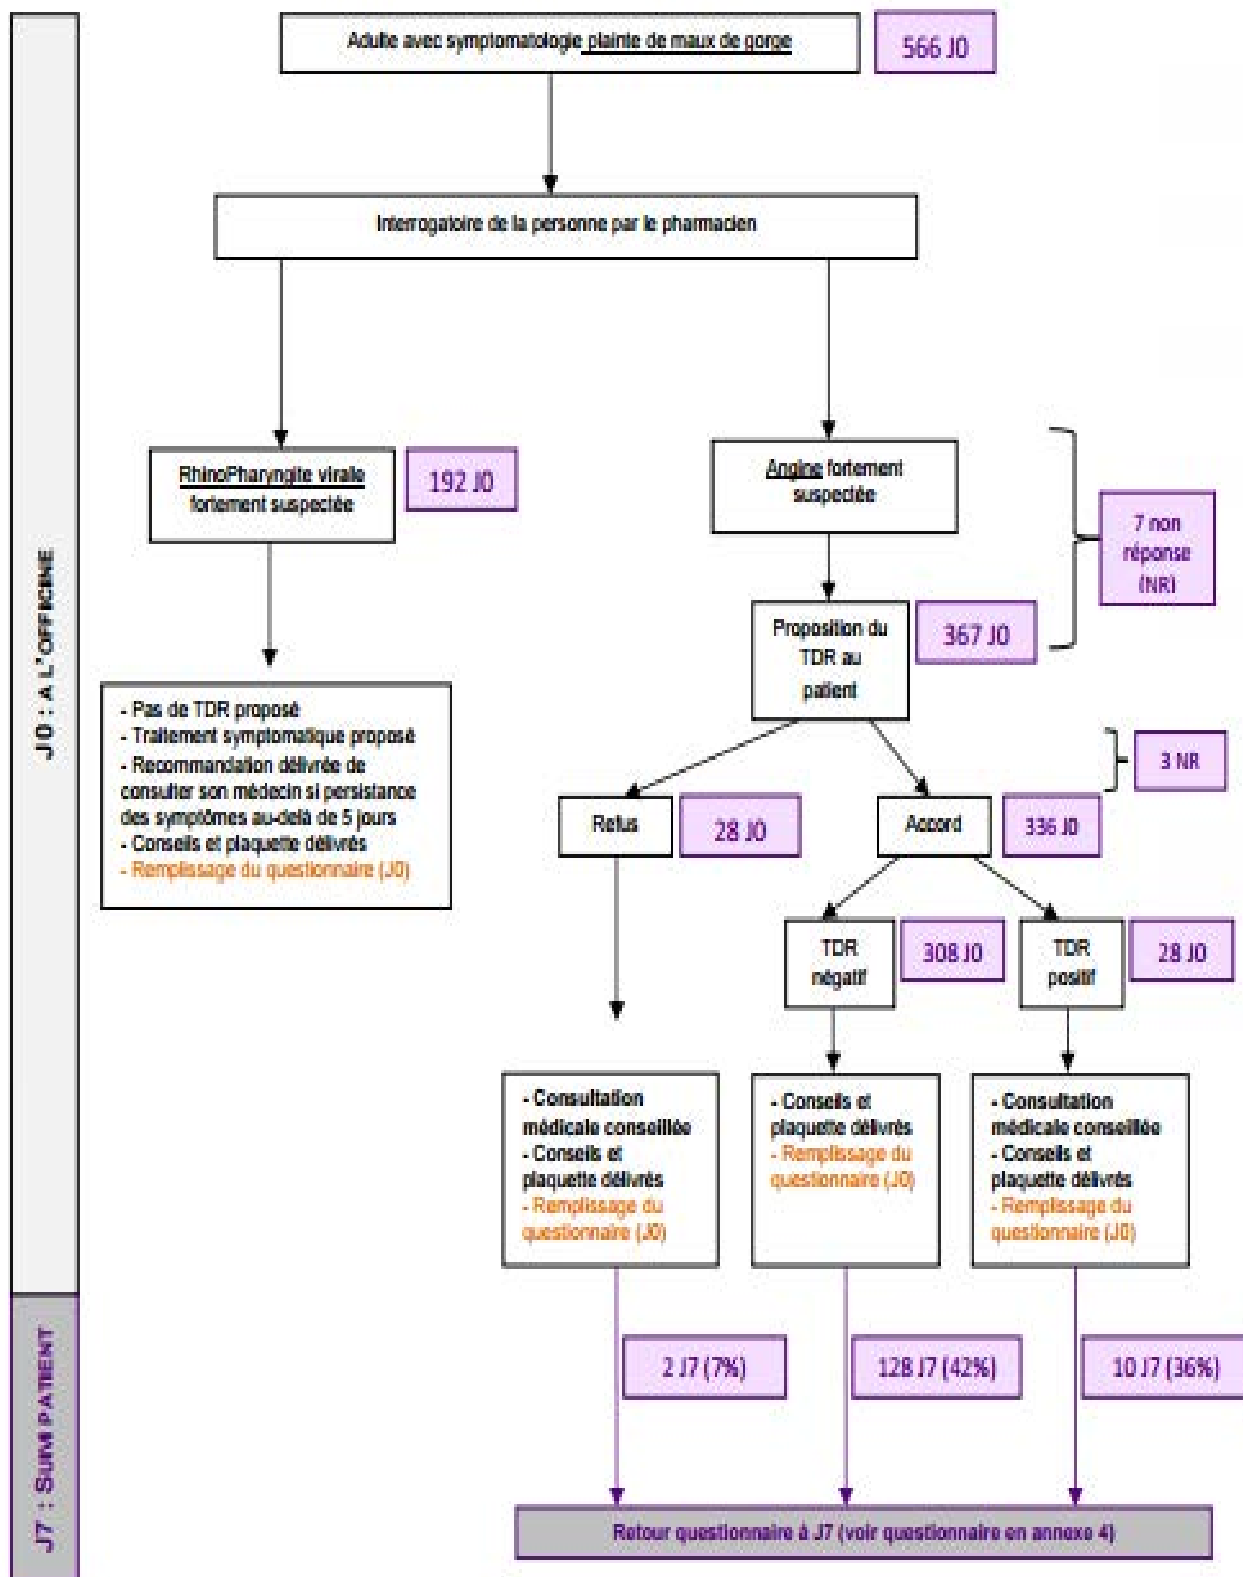 Adulte avec symptomatologie plainte de maux de gorge
566 J0
Interrogatoire de la personne par le pharmacien
RhinoPharyngite virale
fortement suspectée
192 J0
Angine fortement
suspectée
7 non
réponse
(NR)
Proposition du
TDR au
patient
367 J0
- Pas de TDR proposé
- Traitement symptomatique proposé
- Recommandation délivrée de
consulter son médecin si persistance
des symptômes au-delà de 5 jours
- Conseils et plaquette délivrés
- Remplissage du questionnaire (J0)
3 NR
Refus
28 J0
Accord
336 J0
TDR
négatif
308 J0
TDR
positif
28 J0
- Consultation
médicale conseillée
- Conseils et
plaquette délivrés
- Remplissage du
questionnaire (J0)
- Conseils et
plaquette délivrés
- Remplissage du
questionnaire (J0)
- Consultation
médicale conseillée
- Conseils et
plaquette délivrés
- Remplissage du
questionnaire (J0)
2 J7 (7%)
128 J7 (42%)
10 J7 (36%)
Retour questionnaire à J7 (voir questionnaire en annexe 4)
J0 : A L'OFFICINE
J7 : SUIVI PATIENT